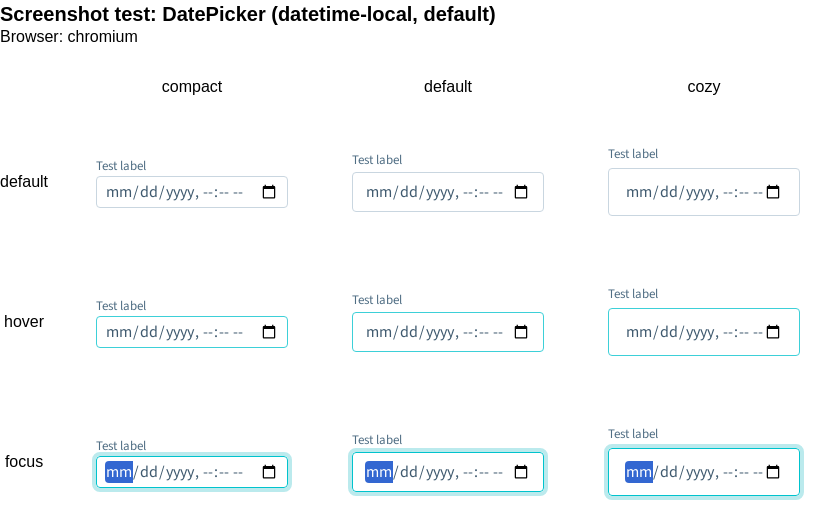 Screenshot test: DatePicker (datetime-local, default)
Browser: chromium
compact default cozy
Test label Test label Test label
default mm/dd/yyyy, --:-- -- mm/dd/yyyy, --:-- -- mm/dd/yyyy, --:-- --
Test label Test label Test label
hover mm/dd/yyyy, --:-- -- mm/dd/yyyy, --:-- -- mm/dd/yyyy, --:-- --
Test label Test label Test label
focus mm/dd/yyyy, --:-- -- mm/dd/yyyy, --:-- -- mm/dd/yyyy, --:-- --